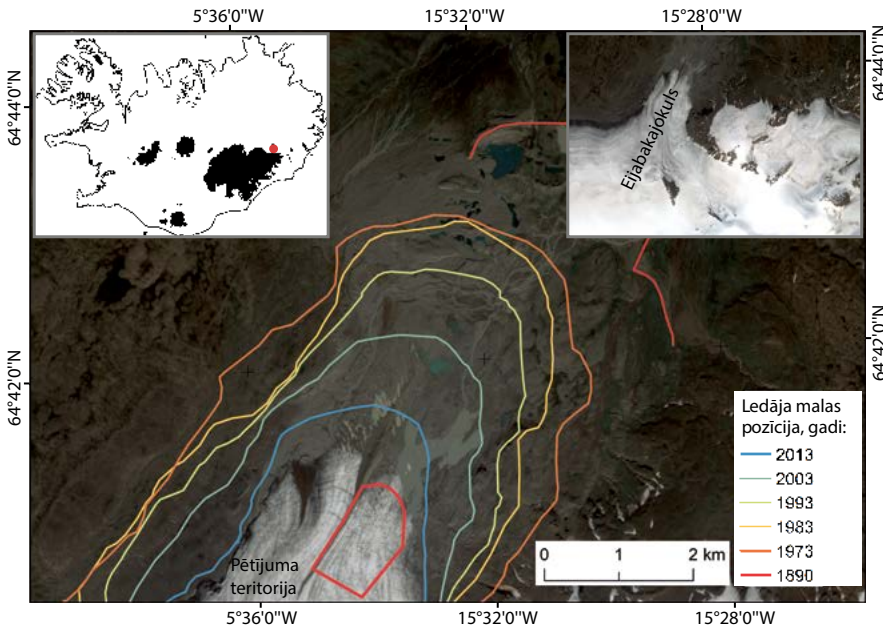 5°36'0"W
15°32'0"W
15°28'0"W
64°44'0"N
64°44'0"N
Eijabakajokuls
64°42'0"N
64°42'0"N
Ledāja malas
pozīcija, gadi:
2013
2003
1993
1983
1973
1890
0 1 2 km
Pētījuma
teritorija
5°36'0"W
15°32'0"W
15°28'0"W